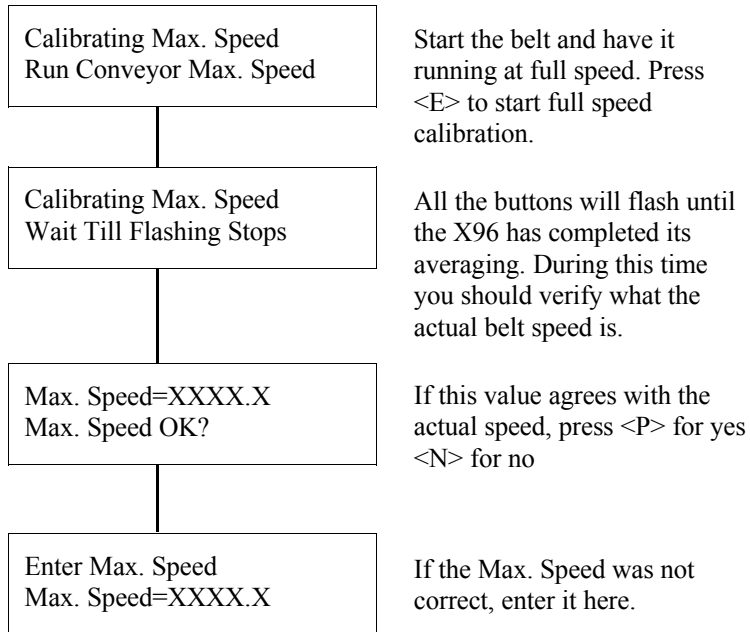 Calibrating Max. Speed
Run Conveyor Max. Speed
Start the belt and have it
running at full speed. Press
<E> to start full speed
calibration.
Calibrating Max. Speed
Wait Till Flashing Stops
All the buttons will flash until
the X96 has completed its
averaging. During this time
you should verify what the
actual belt speed is.
Max. Speed=XXXX.X
Max. Speed OK?
If this value agrees with the
actual speed, press <P> for yes
<N> for no
Enter Max. Speed
Max. Speed=XXXX.X
If the Max. Speed was not
correct, enter it here.